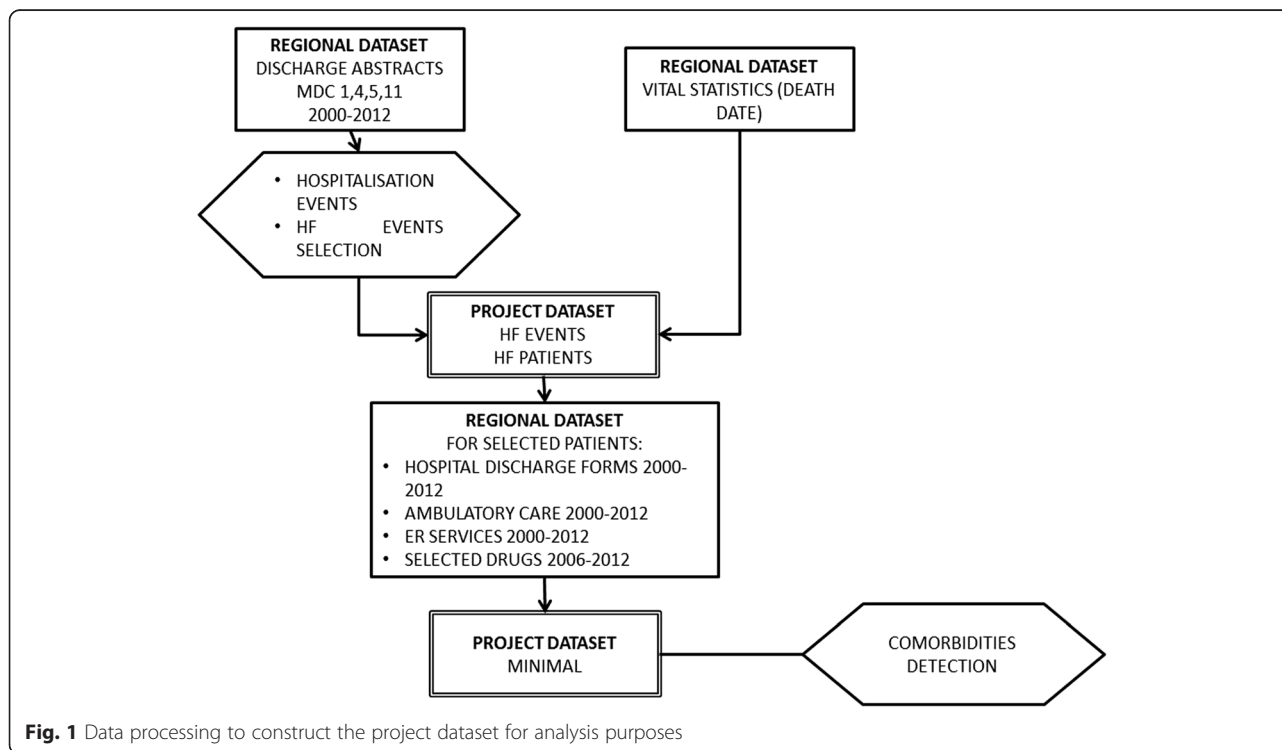 REGIONAL DATASET
DISCHARGE ABSTRACTS
MDC 1,4,5,11
2000-2012
REGIONAL DATASET
VITAL STATISTICS (DEATH
DATE)
• HOSPITALISATION
EVENTS
• HF EVENTS
SELECTION
PROJECT DATASET
HF EVENTS
HF PATIENTS
REGIONAL DATASET
FOR SELECTED PATIENTS:
• HOSPITAL DISCHARGE FORMS 2000-
2012
• AMBULATORY CARE 2000-2012
• ER SERVICES 2000-2012
• SELECTED DRUGS 2006-2012
PROJECT DATASET
MINIMAL
COMORBIDITIES
DETECTION
Fig. 1 Data processing to construct the project dataset for analysis purposes